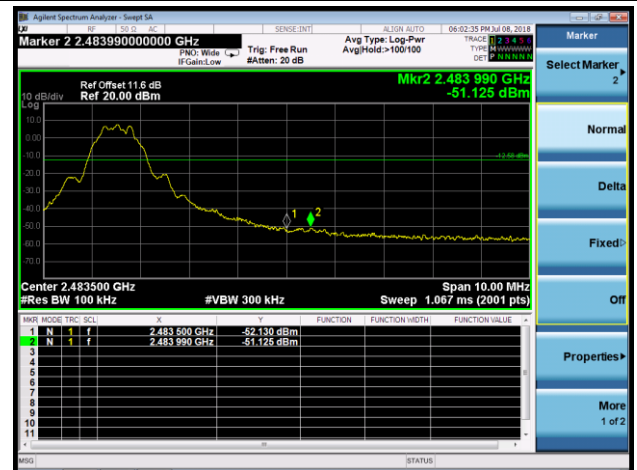 Agilent Spectrum Analyzer - Swept SA
RF 50 Ω AC SENSE:INT ALIGN AUTO 06:02:35 PM Jul 08, 2018
Marker 2 2.483990000000 GHz
PNO: Wide
IFGain:Low
Trig: Free Run
#Atten: 20 dB
Avg Type: Log-Pwr
Avg|Hold:>100/100
TRACE 1 2 3 4 5 6
TYPE M W W W W W
DET P N N N N N
Marker
Select Marker
2
Normal
Delta
Fixed
Off
Properties
More
1 of 2
Ref Offset 11.6 dB
10 dB/div Ref 20.00 dBm
Log
Mkr2 2.483 990 GHz
-51.125 dBm
10.0
0.00
-10.0
-12.58 dBm
-20.0
-30.0
-40.0
-50.0
-60.0
-70.0
1
2
Center 2.483500 GHz Span 10.00 MHz
#Res BW 100 kHz #VBW 300 kHz Sweep 1.067 ms (2001 pts)
MKR MODE TRC SCL X Y FUNCTION FUNCTION WIDTH FUNCTION VALUE
1 N 1 f 2.483 500 GHz -52.130 dBm
2 N 1 f 2.483 990 GHz -51.125 dBm
3
4
5
6
7
8
9
10
11
MSG STATUS